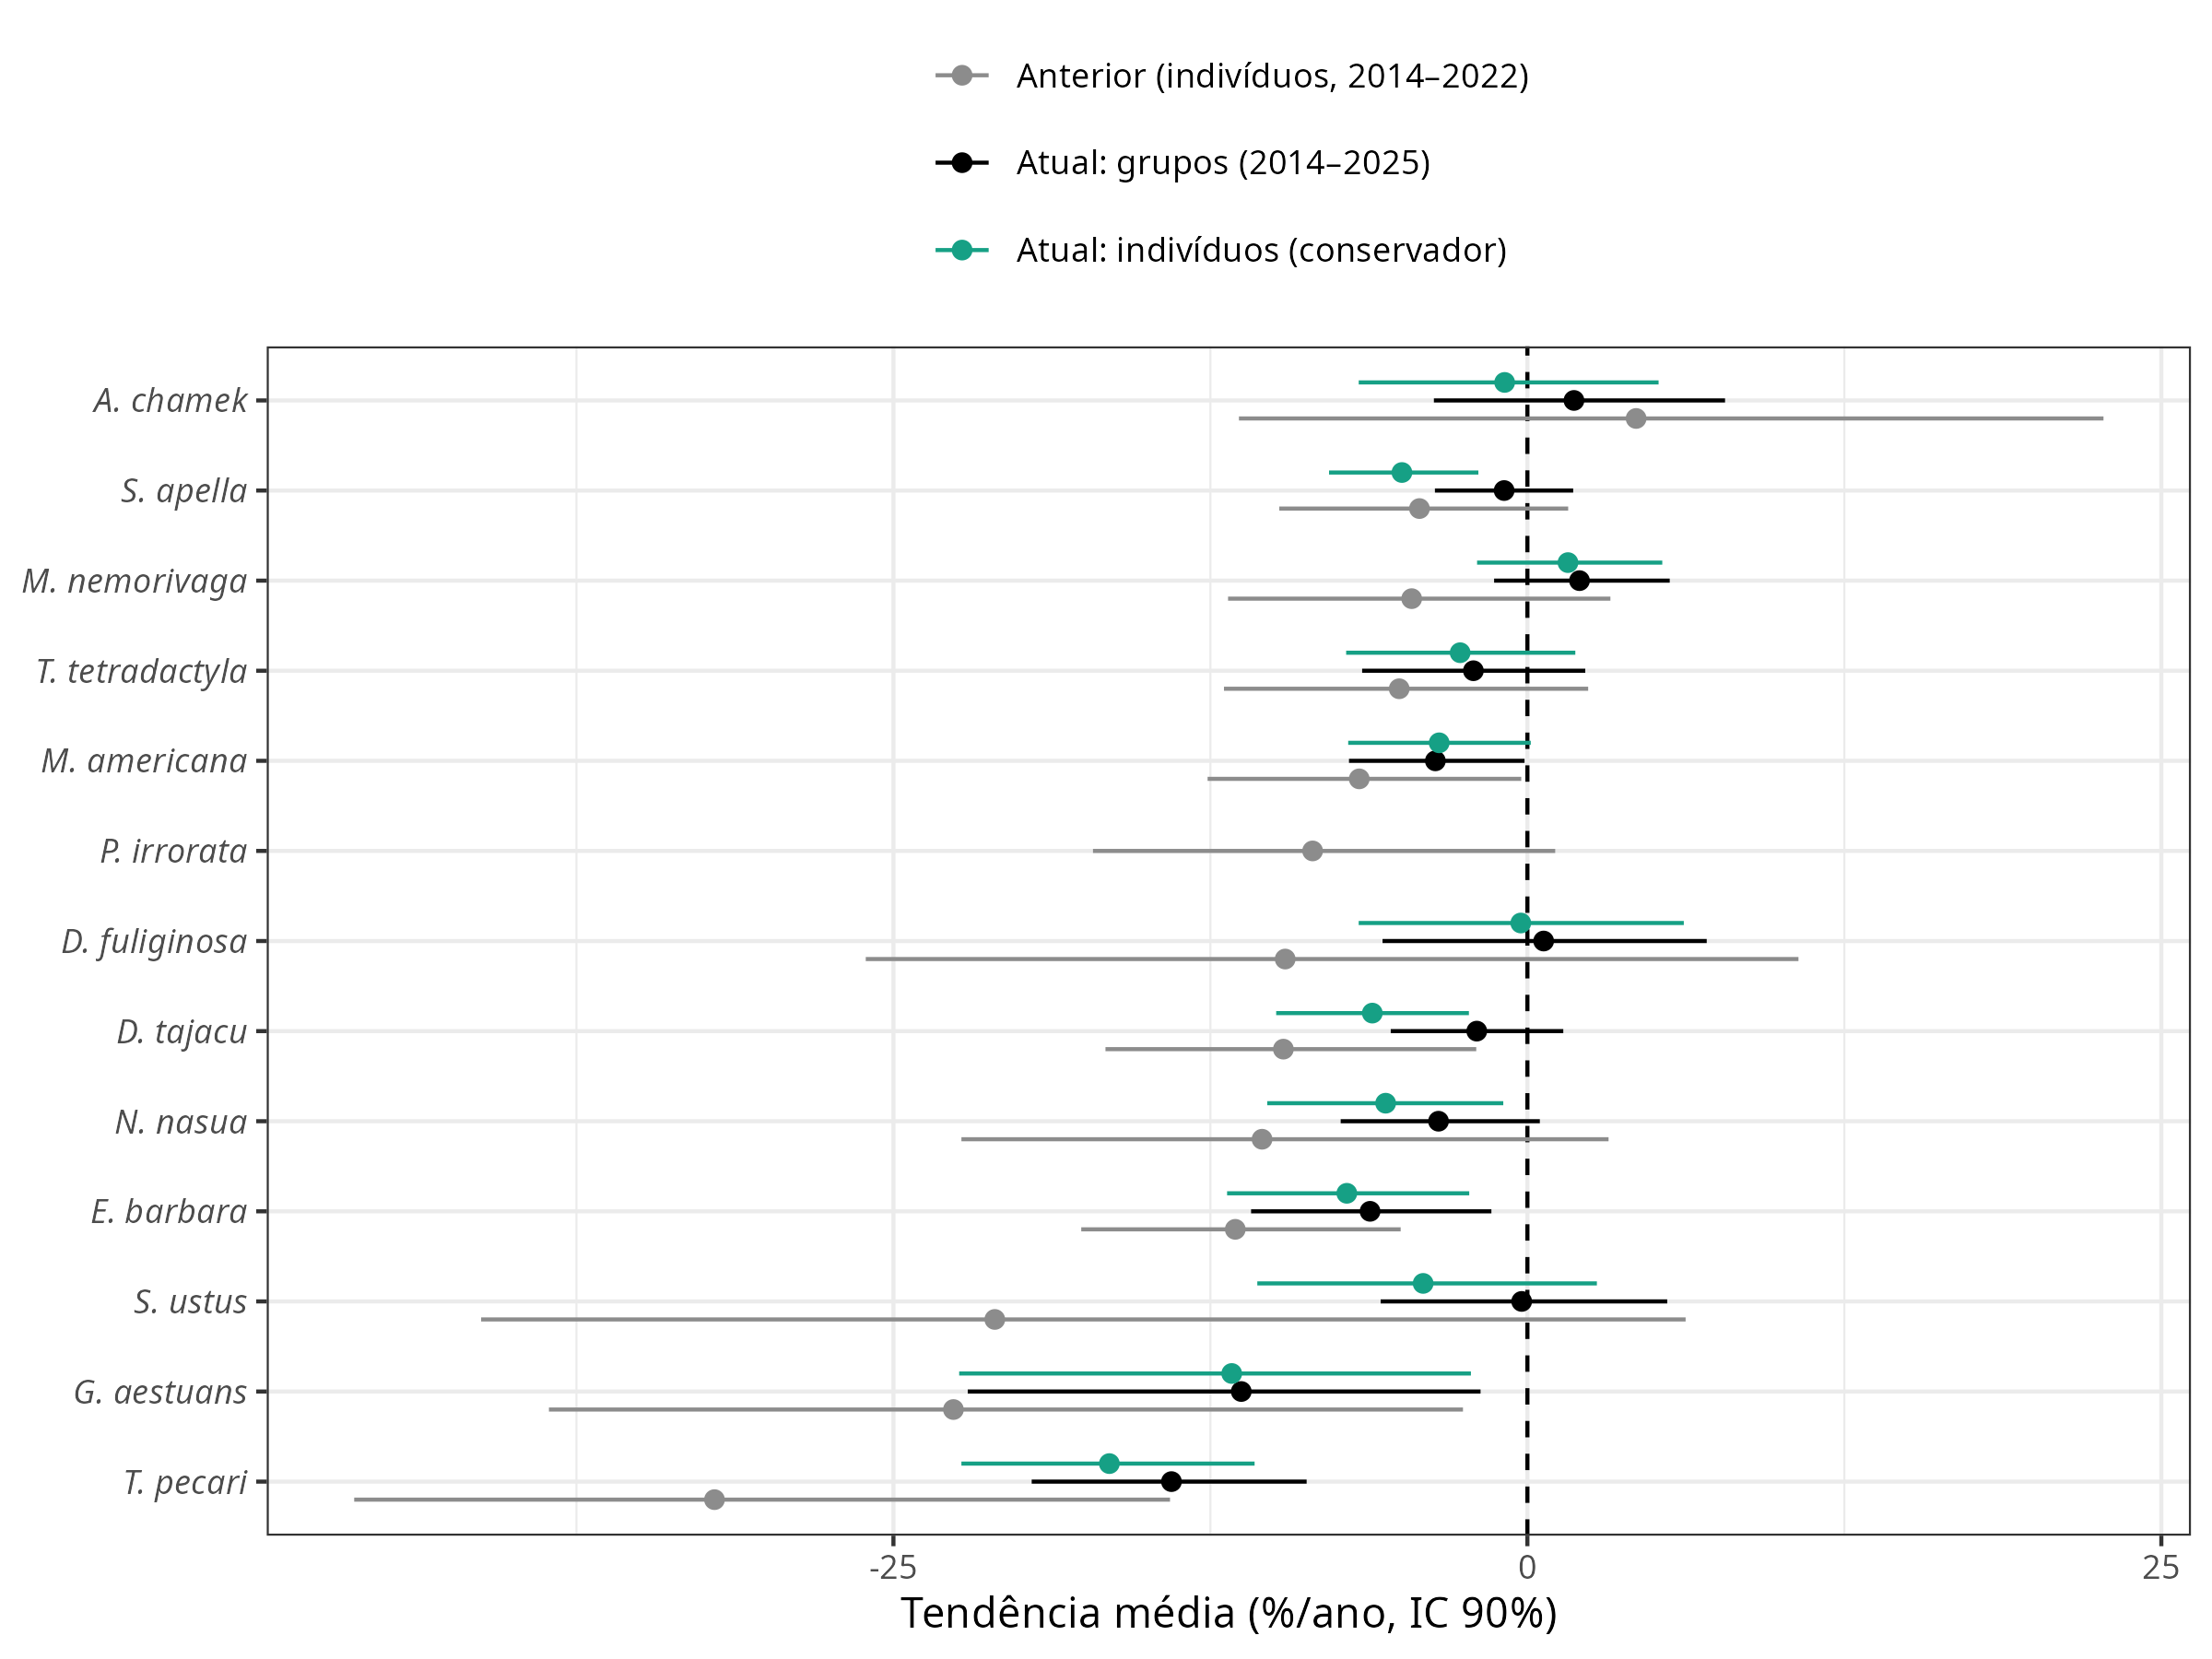 Anterior (indivíduos, 2014–2022)
Atual: grupos (2014–2025)
Atual: indivíduos (conservador)
A. chamek
S. apella
M. nemorivaga
T. tetradactyla
M. americana
P. irrorata
D. fuliginosa
D. tajacu
N. nasua
E. barbara
S. ustus
G. aestuans
T. pecari
-25 0 25
Tendência média (%/ano, IC 90%)